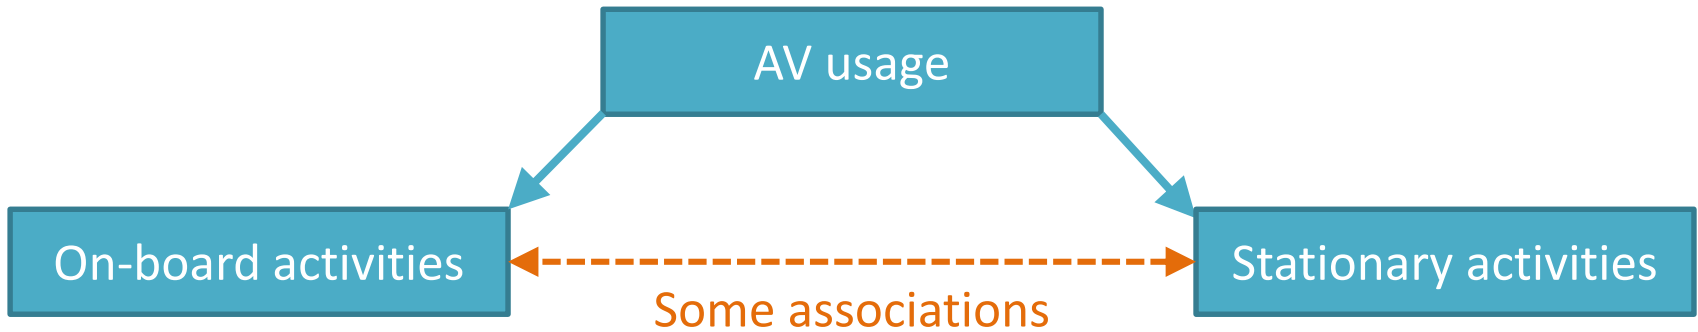 AV usage
On-board activities
Stationary activities
Some associations